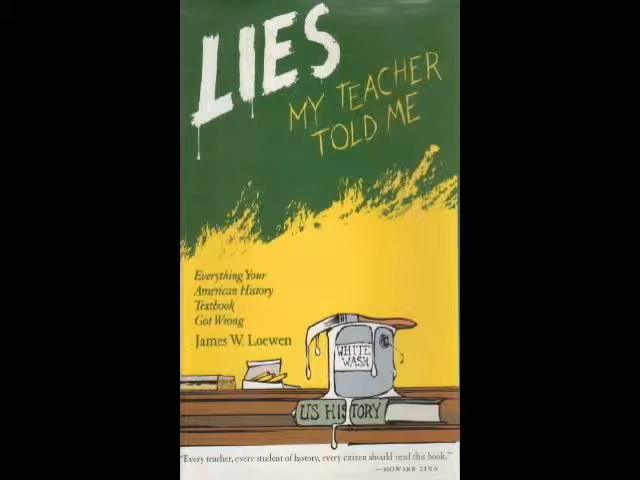 LIES
MY TEACHER
TOLD ME
Everything Your
American History
Textbook
Got Wrong
James W. Loewen
WHITE
WASH
US HISTORY
"Every teacher, every student of history, every citizen should read this book."
—HOWARD ZINN